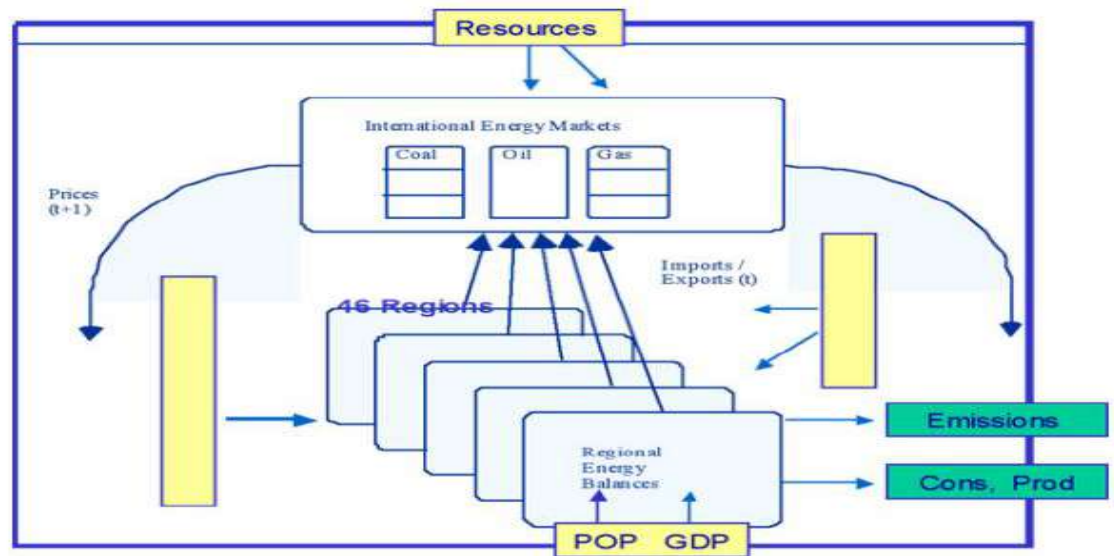 Resources
International Energy Markets
Coal
Oil
Gas
Prices
(t+1)
Imports /
Exports (t)
46 Regions
Emissions
Regional
Energy
Balances
Cons, Prod
POP GDP